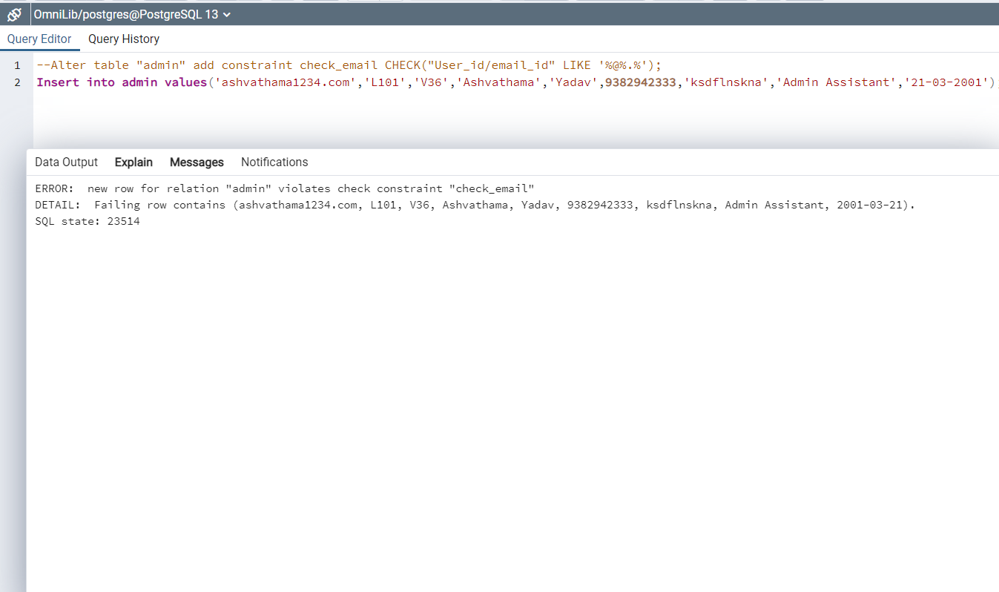 OmniLib/postgres@PostgreSQL 13
Query Editor Query History
1 --Alter table "admin" add constraint check_email CHECK("User_id/email_id" LIKE '%@%.%');
2 Insert into admin values('ashvathama1234.com','L101','V36','Ashvathama','Yadav',9382942333,'ksdflnskna','Admin Assistant','21-03-2001');
Data Output Explain Messages Notifications
ERROR:  new row for relation "admin" violates check constraint "check_email"
DETAIL:  Failing row contains (ashvathama1234.com, L101, V36, Ashvathama, Yadav, 9382942333, ksdflnskna, Admin Assistant, 2001-03-21).
SQL state: 23514